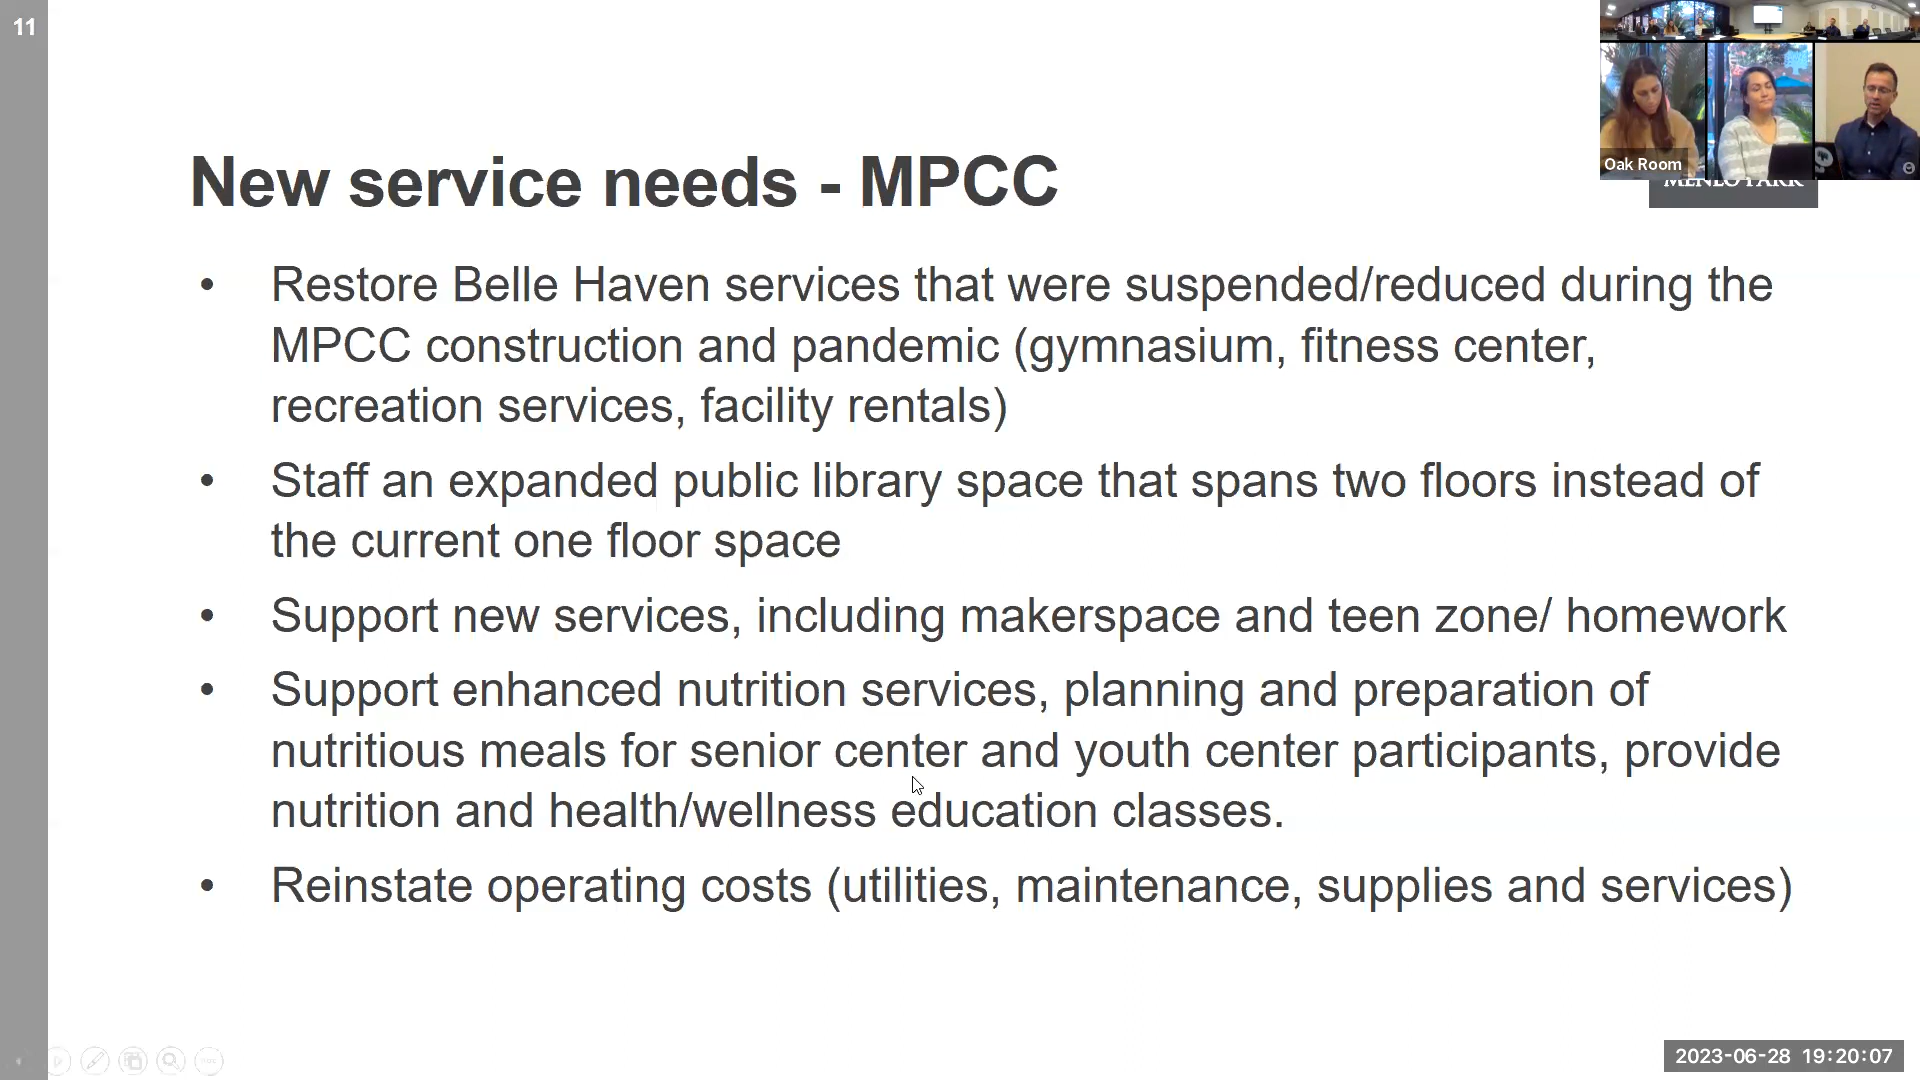 11
Oak Room
MENLO PARK
New service needs - MPCC
• Restore Belle Haven services that were suspended/reduced during the
MPCC construction and pandemic (gymnasium, fitness center,
recreation services, facility rentals)
• Staff an expanded public library space that spans two floors instead of
the current one floor space
• Support new services, including makerspace and teen zone/ homework
• Support enhanced nutrition services, planning and preparation of
nutritious meals for senior center and youth center participants, provide
nutrition and health/wellness education classes.
• Reinstate operating costs (utilities, maintenance, supplies and services)
2023-06-28 19:20:07